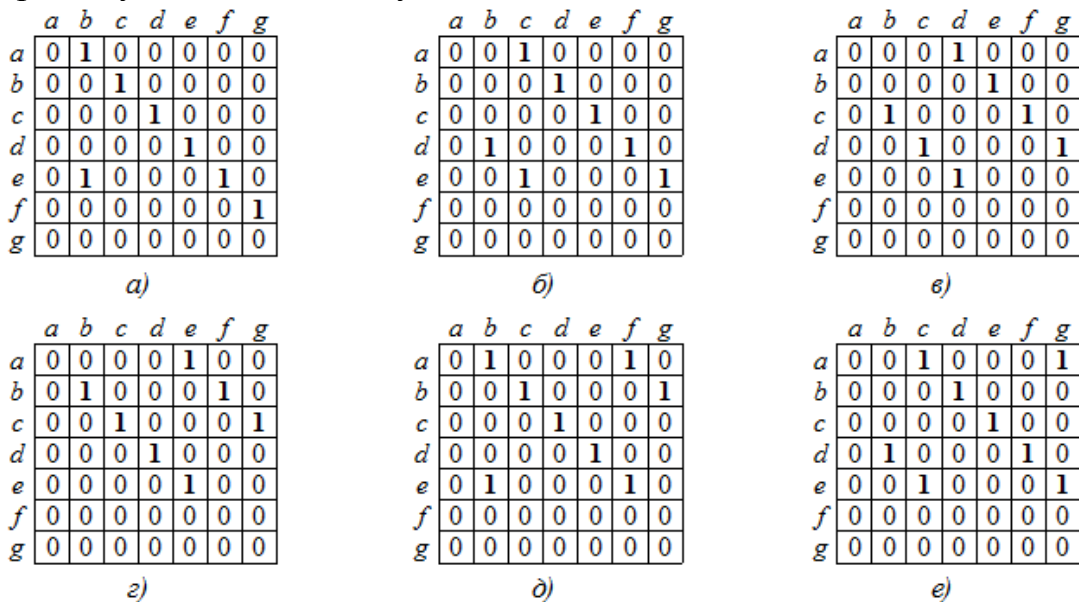 a b c d e f g
a 0 1 0 0 0 0 0
b 0 0 1 0 0 0 0
c 0 0 0 1 0 0 0
d 0 0 0 0 1 0 0
e 0 1 0 0 0 1 0
f 0 0 0 0 0 0 1
g 0 0 0 0 0 0 0
а)
a b c d e f g
a 0 0 1 0 0 0 0
b 0 0 0 1 0 0 0
c 0 0 0 0 1 0 0
d 0 1 0 0 0 1 0
e 0 0 1 0 0 0 1
f 0 0 0 0 0 0 0
g 0 0 0 0 0 0 0
б)
a b c d e f g
a 0 0 0 1 0 0 0
b 0 0 0 0 1 0 0
c 0 1 0 0 0 1 0
d 0 0 1 0 0 0 1
e 0 0 0 1 0 0 0
f 0 0 0 0 0 0 0
g 0 0 0 0 0 0 0
в)
a b c d e f g
a 0 0 0 0 1 0 0
b 0 1 0 0 0 1 0
c 0 0 1 0 0 0 1
d 0 0 0 1 0 0 0
e 0 0 0 0 1 0 0
f 0 0 0 0 0 0 0
g 0 0 0 0 0 0 0
г)
a b c d e f g
a 0 1 0 0 0 1 0
b 0 0 1 0 0 0 1
c 0 0 0 1 0 0 0
d 0 0 0 0 1 0 0
e 0 1 0 0 0 1 0
f 0 0 0 0 0 0 0
g 0 0 0 0 0 0 0
д)
a b c d e f g
a 0 0 1 0 0 0 1
b 0 0 0 1 0 0 0
c 0 0 0 0 1 0 0
d 0 1 0 0 0 1 0
e 0 0 1 0 0 0 1
f 0 0 0 0 0 0 0
g 0 0 0 0 0 0 0
е)